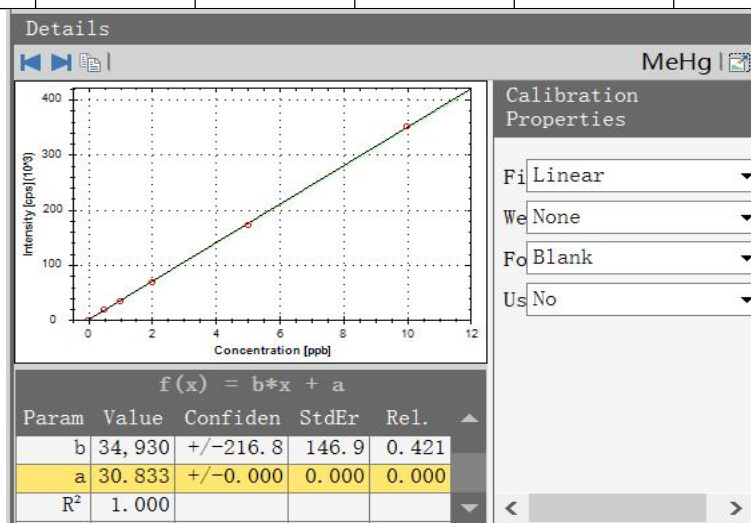 Details
MeHg
400
300
200
100
0
Intensity [cps](10^3)
0 2 4 6 8 10 12
Concentration [ppb]
Calibration
Properties
Fi Linear
We None
Fo Blank
Us No
f(x) = b*x + a
Param Value Confiden StdEr Rel.
b 34,930 +/-216.8 146.9 0.421
a 30.833 +/-0.000 0.000 0.000
R² 1.000